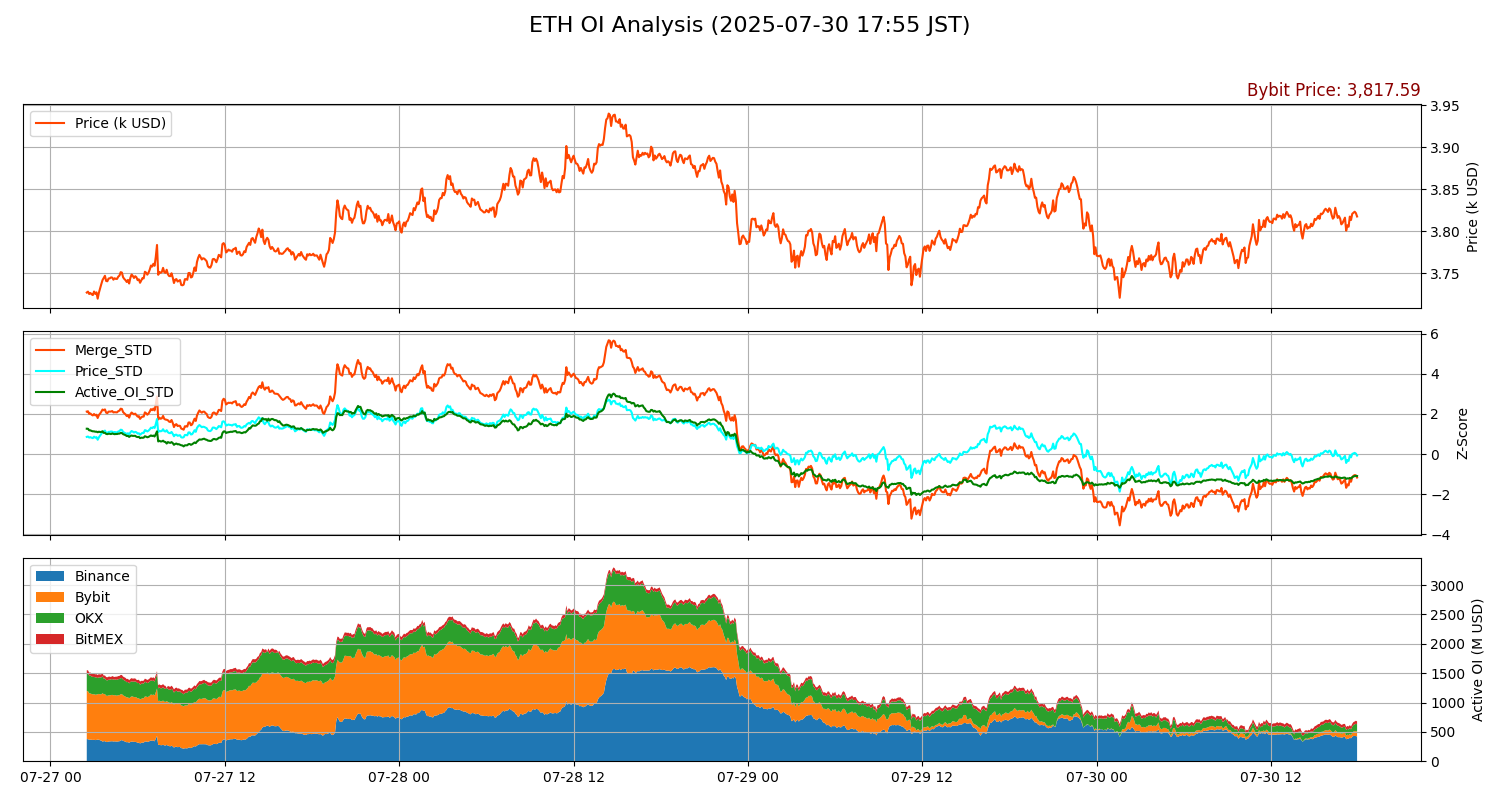 ETH OI Analysis (2025-07-30 17:55 JST)
Bybit Price: 3,817.59
Price (k USD)
3.95
3.90
3.85
3.80
3.75
Price (k USD)
Merge_STD
Price_STD
Active_OI_STD
6
4
2
0
−2
−4
Z-Score
Binance
Bybit
OKX
BitMEX
3000
2500
2000
1500
1000
500
0
Active OI (M USD)
07-27 00
07-27 12
07-28 00
07-28 12
07-29 00
07-29 12
07-30 00
07-30 12